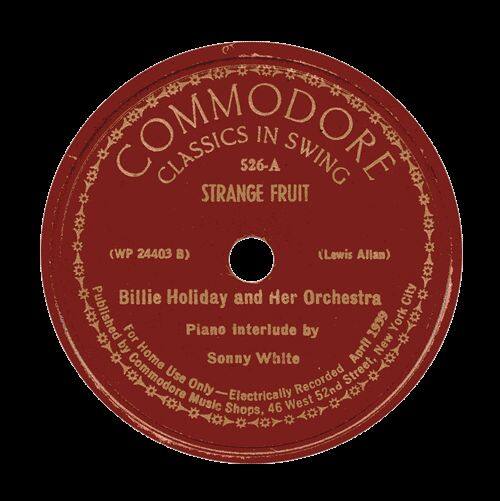 COMMODORE
CLASSICS IN SWING
526-A
STRANGE FRUIT
(WP 24403 B)
(Lewis Allan)
Billie Holiday and Her Orchestra
Piano interlude by
Sonny White
For Home Use Only—Electrically Recorded April 1939
Published by Commodore Music Shops, 46 West 52nd Street, New York City